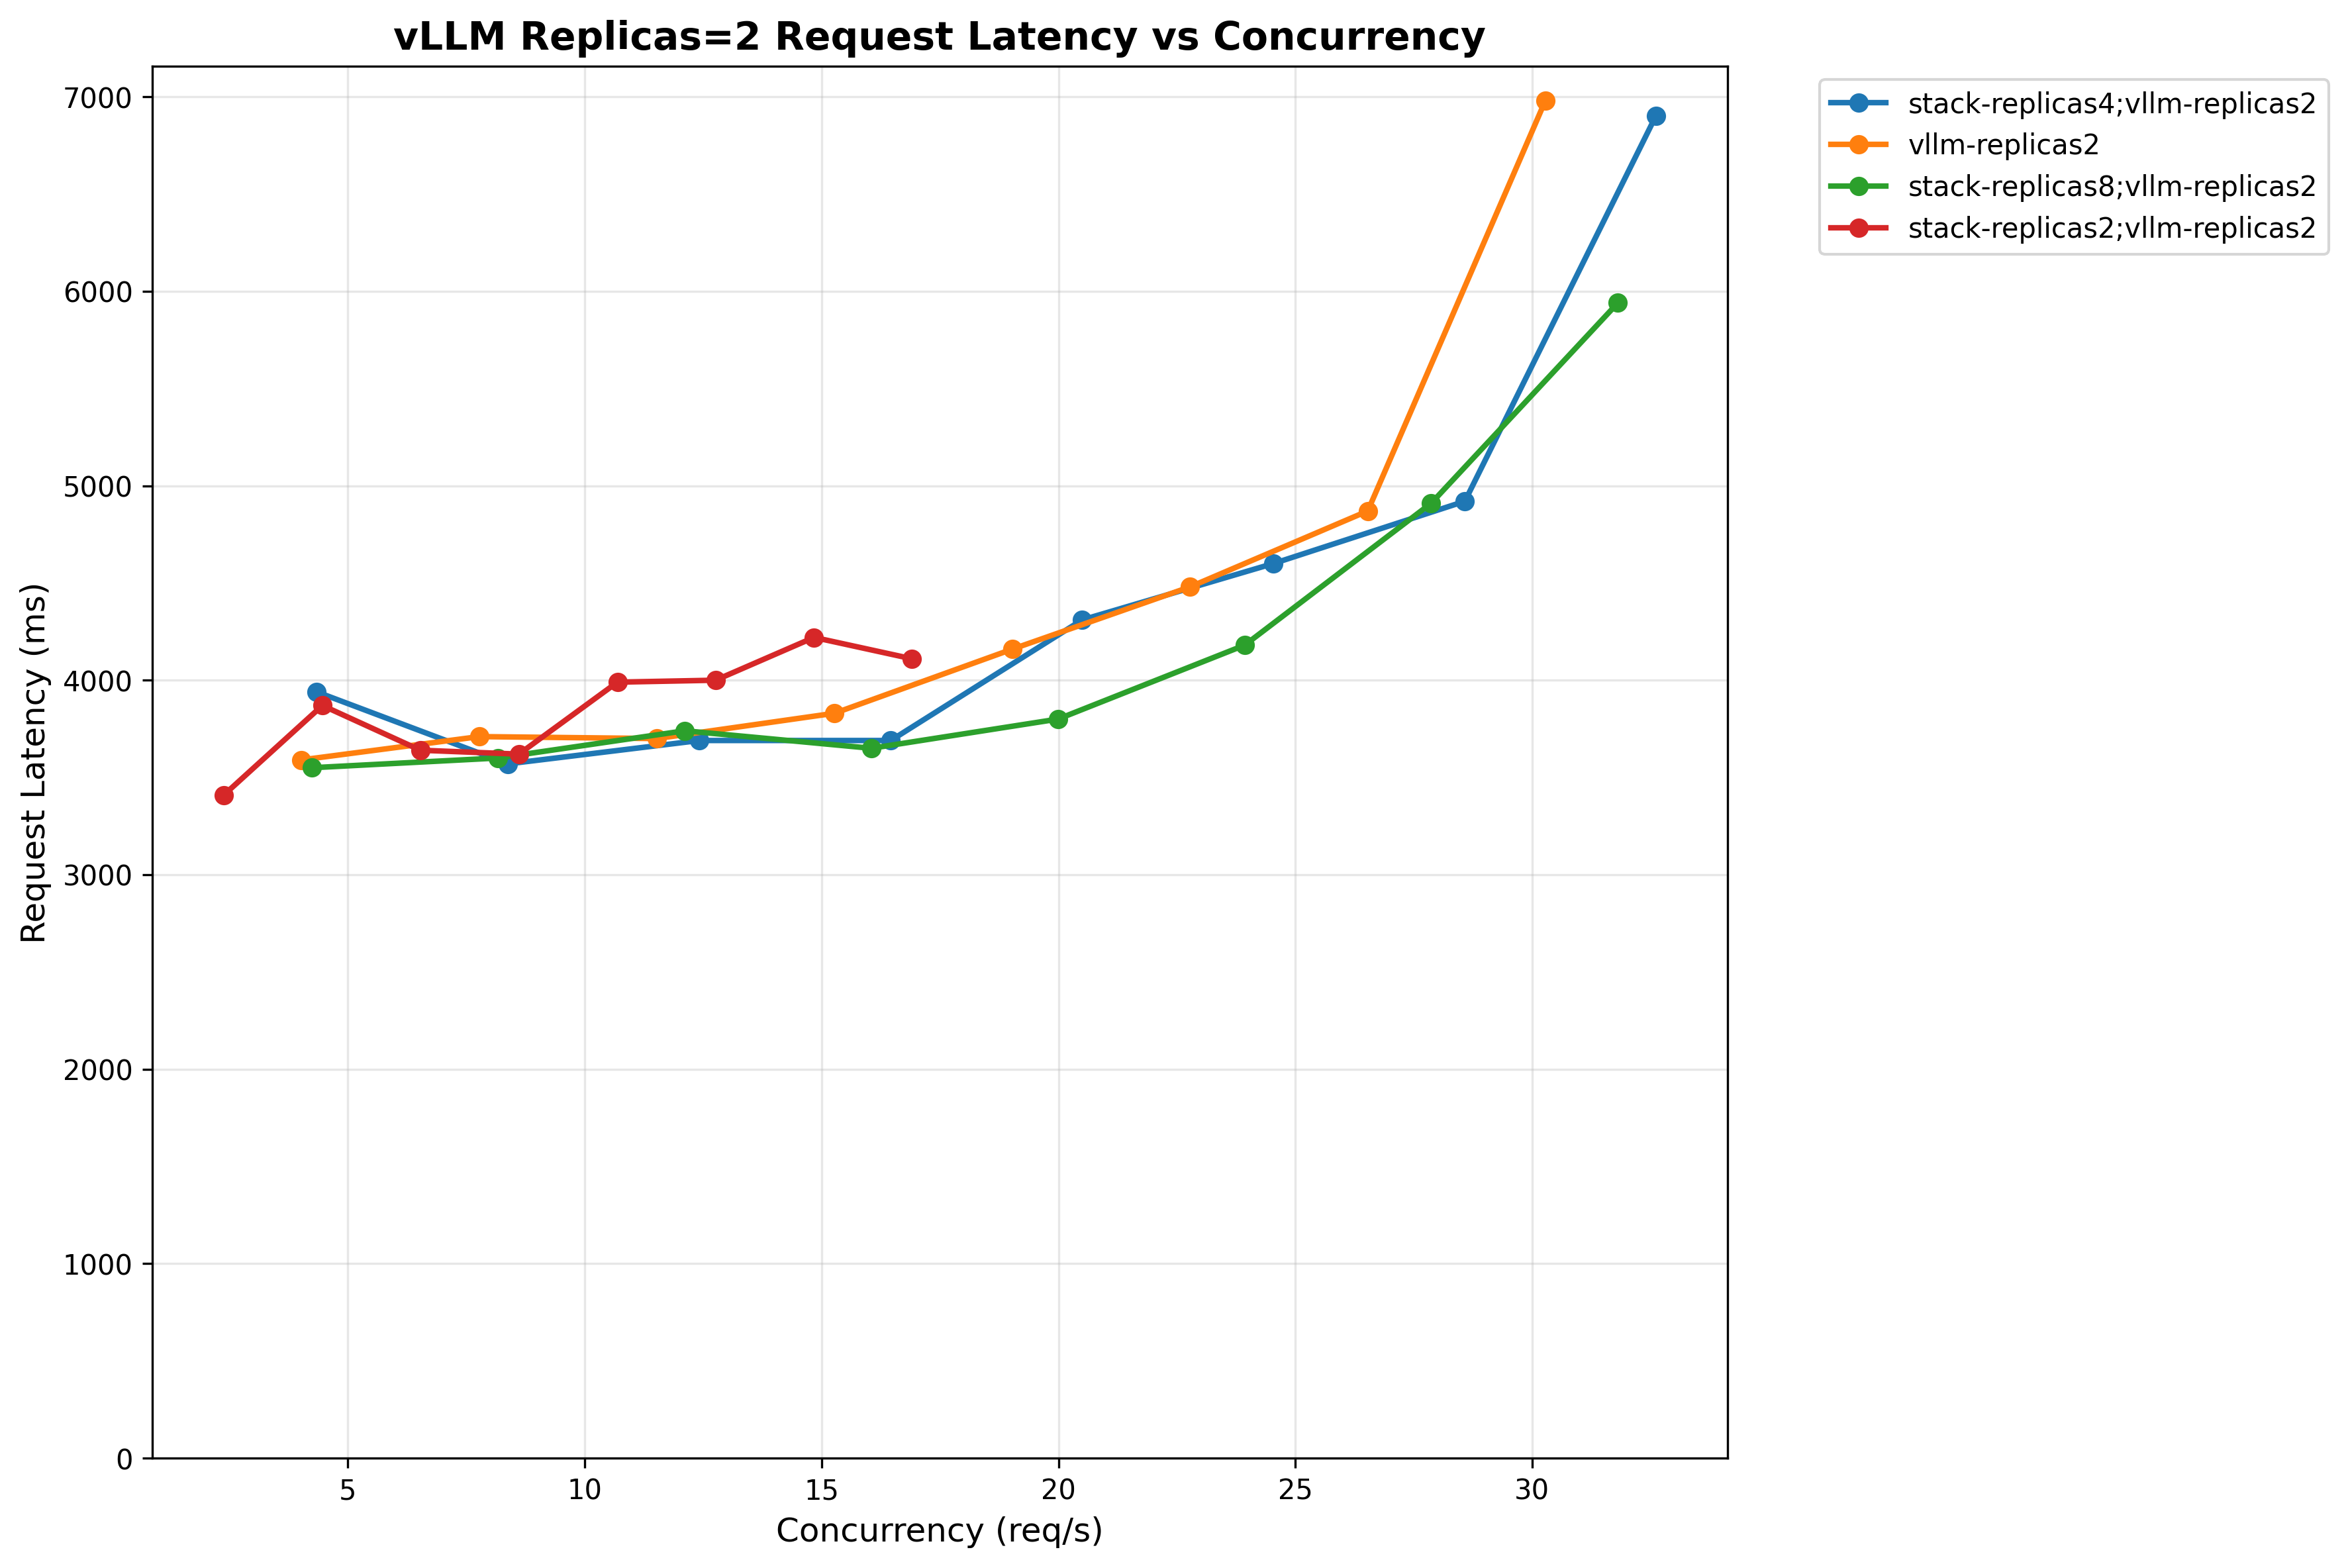 vLLM Replicas=2 Request Latency vs Concurrency
stack-replicas4;vllm-replicas2
vllm-replicas2
stack-replicas8;vllm-replicas2
stack-replicas2;vllm-replicas2
Request Latency (ms)
7000
6000
5000
4000
3000
2000
1000
0
5 10 15 20 25 30
Concurrency (req/s)